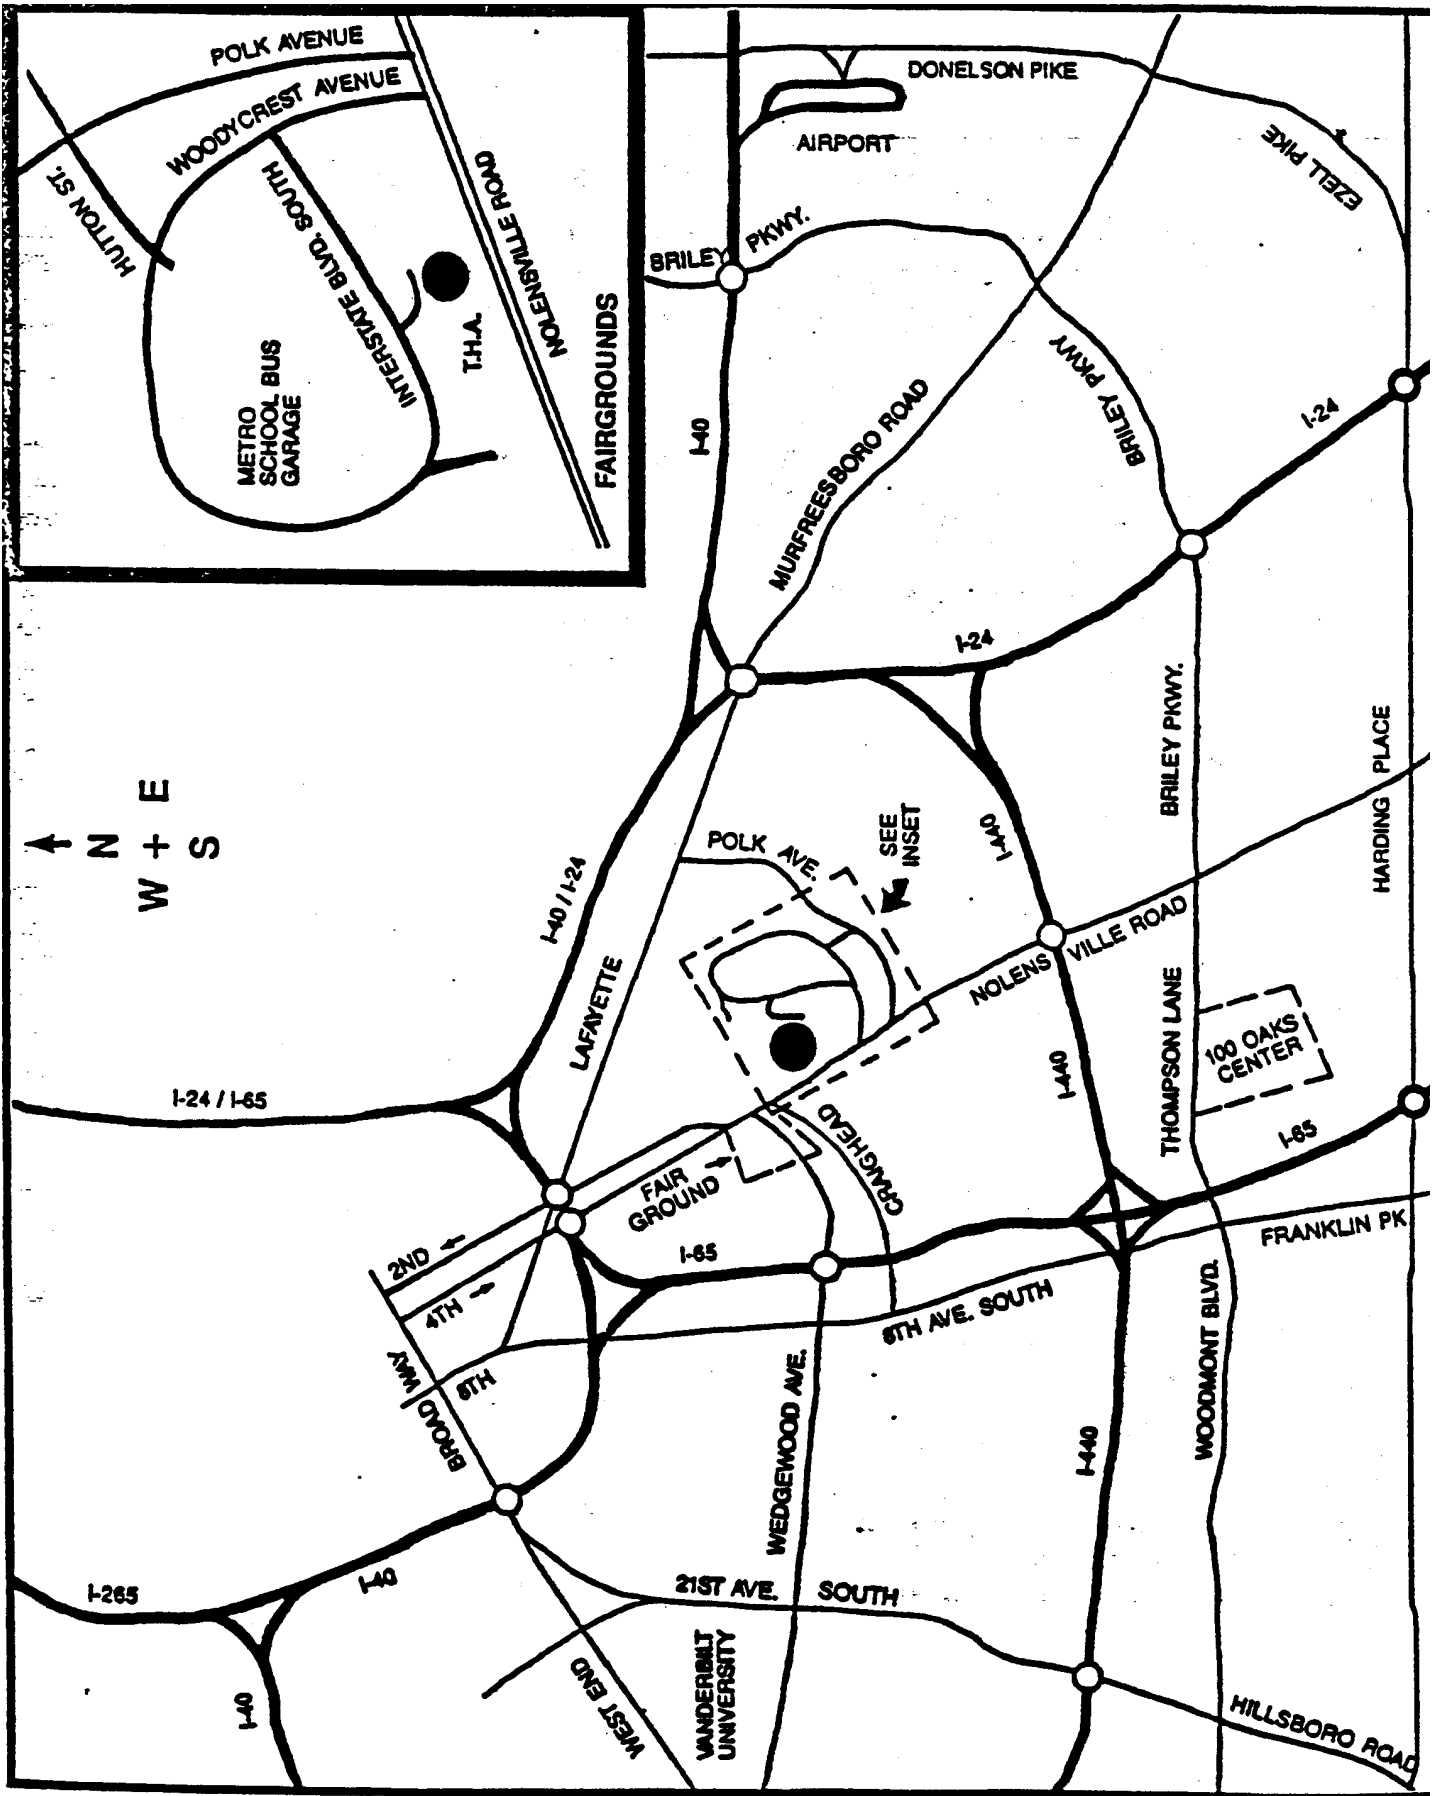 POLK AVENUE
WOODYCREST AVENUE
HUTTON ST.
INTERSTATE BLVD. SOUTH
NOLENSVILLE ROAD
T.H.A.
METRO
SCHOOL BUS
GARAGE
FAIRGROUNDS
DONELSON PIKE
AIRPORT
EZELL PIKE
BRILEY PKWY.
I-40
MURFREESBORO ROAD
BRILEY PKWY
I-24
I-24
BRILEY PKWY.
HARDING PLACE
N
W + E
S
I-40 / I-24
POLK AVE.
SEE
INSET
I-440
LAFAYETTE
NOLENS VILLE ROAD
THOMPSON LANE
100 OAKS
CENTER
I-24 / I-65
I-440
CRAIGHEAD
FAIR
GROUND
I-65
I-65
2ND
4TH
8TH
BROAD WAY
8TH AVE. SOUTH
FRANKLIN PK
WEDGEWOOD AVE.
WOODMONT BLVD.
I-440
I-265
I-40
21ST AVE. SOUTH
I-40
WEST END
VANDERBILT
UNIVERSITY
HILLSBORO ROAD